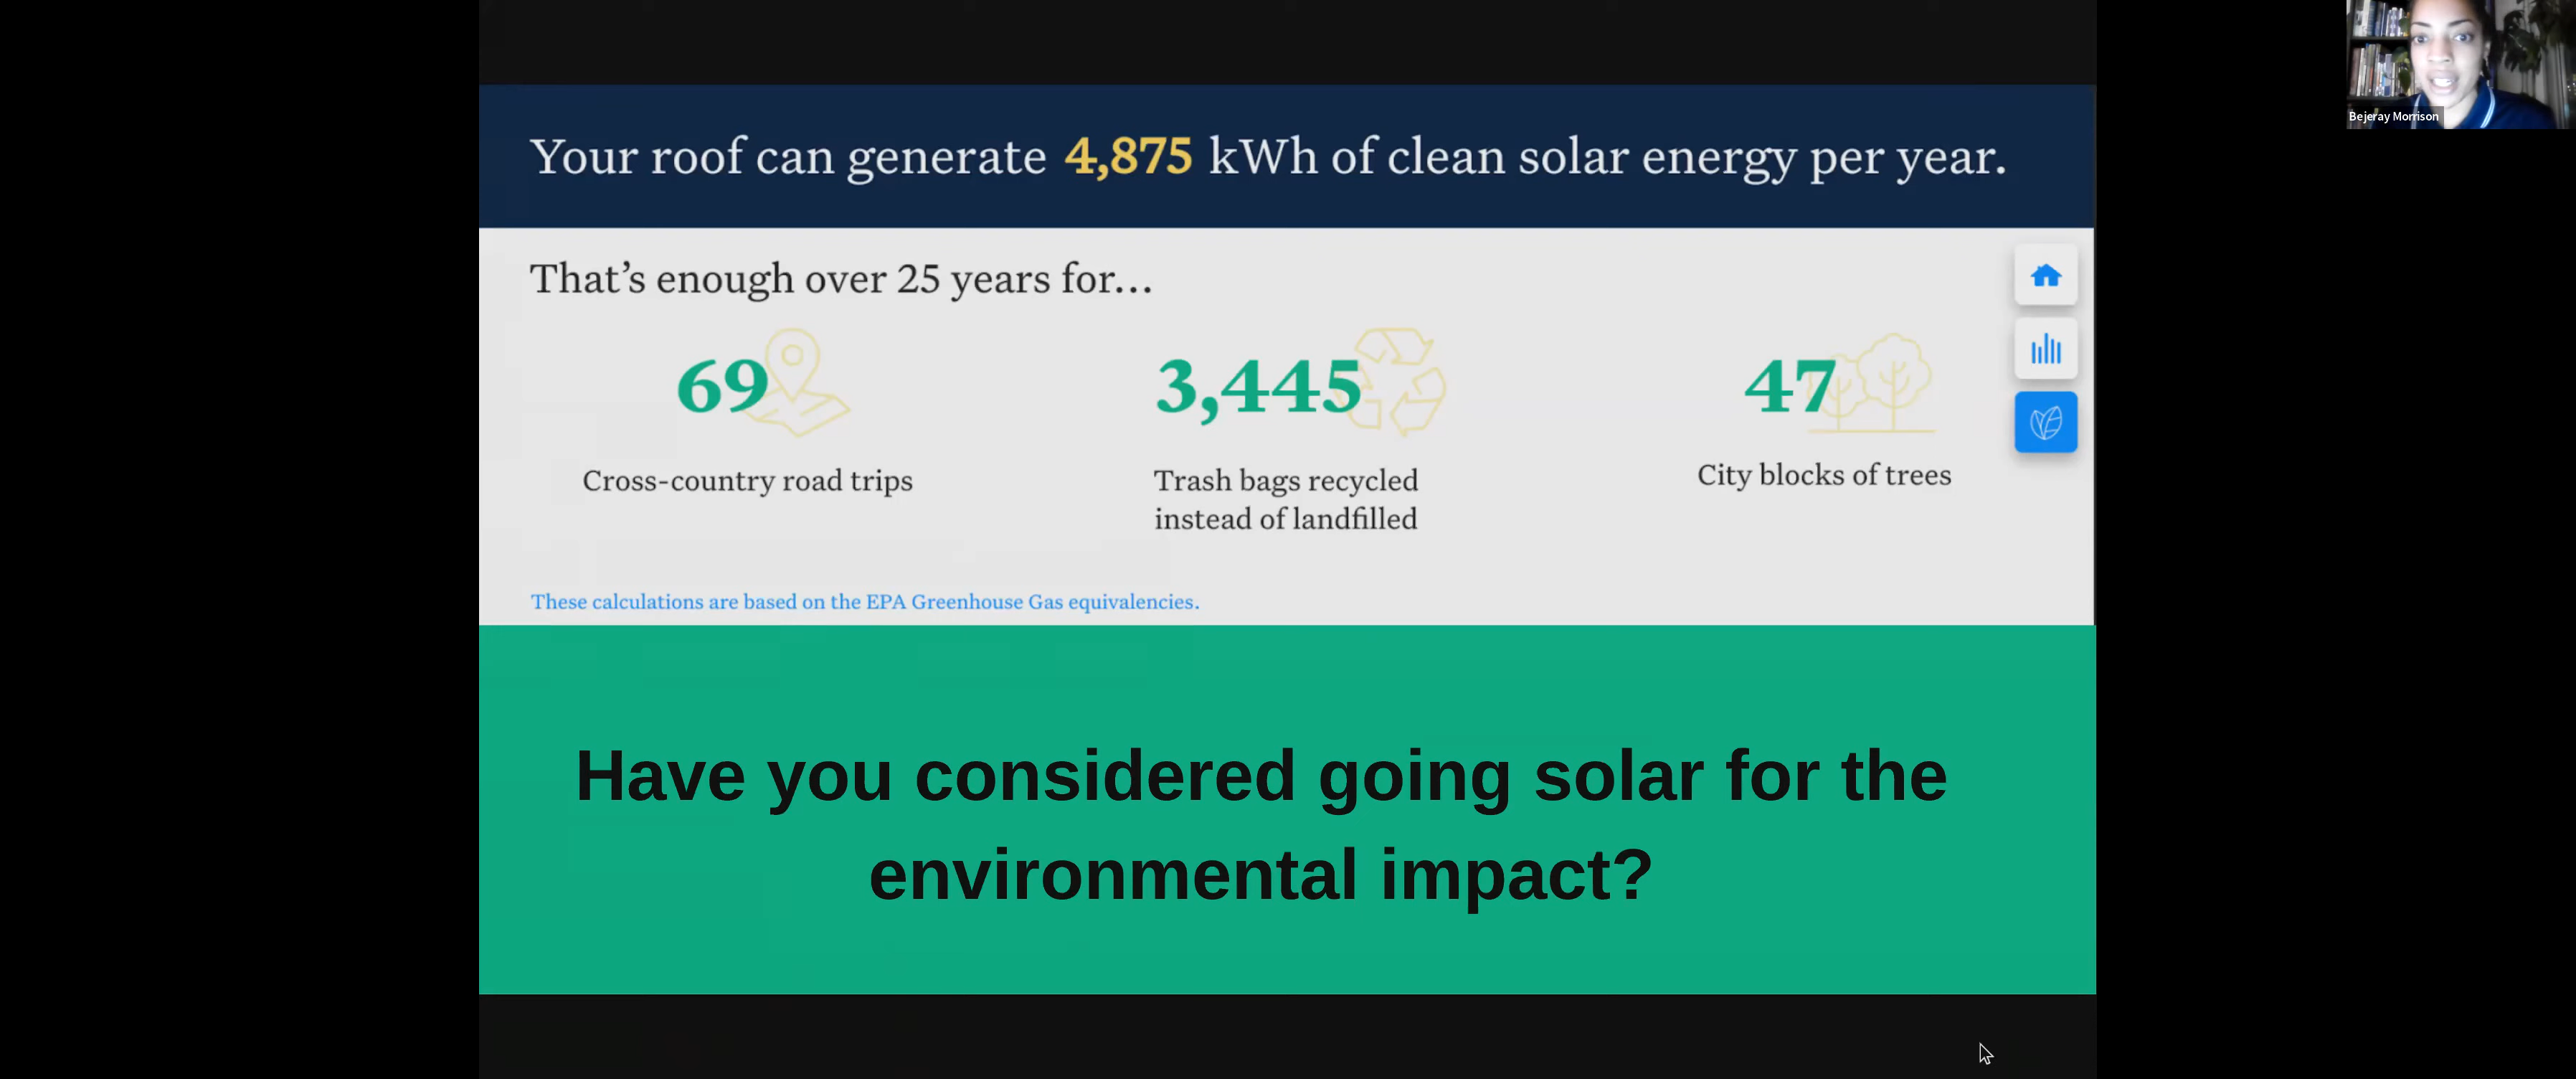 Your roof can generate 4,875 kWh of clean solar energy per year.
That’s enough over 25 years for...
69
Cross-country road trips
3,445
Trash bags recycled
instead of landfilled
47
City blocks of trees
These calculations are based on the EPA Greenhouse Gas equivalencies.
Have you considered going solar for the
environmental impact?
Bejeray Morrison